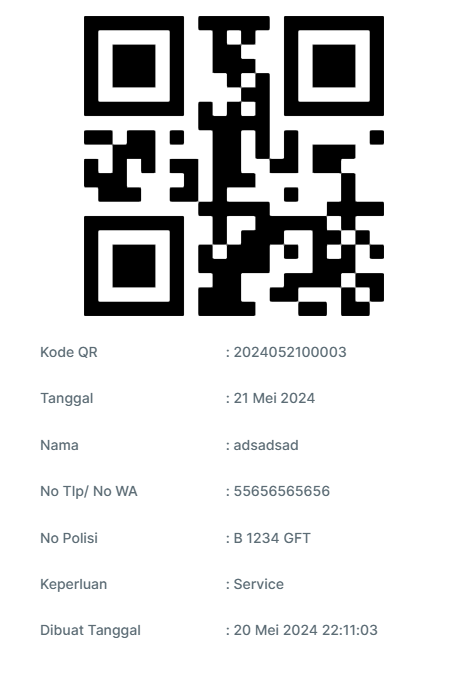 Kode QR : 2024052100003
Tanggal : 21 Mei 2024
Nama : adsadsad
No Tlp/ No WA : 55656565656
No Polisi : B 1234 GFT
Keperluan : Service
Dibuat Tanggal : 20 Mei 2024 22:11:03